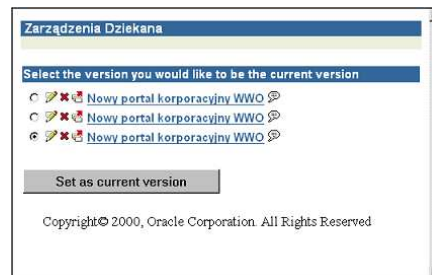 Zarządzenia Dziekana
Select the version you would like to be the current version
Nowy portal korporacyjny WWO
Nowy portal korporacyjny WWO
Nowy portal korporacyjny WWO
Set as current version
Copyright© 2000, Oracle Corporation. All Rights Reserved